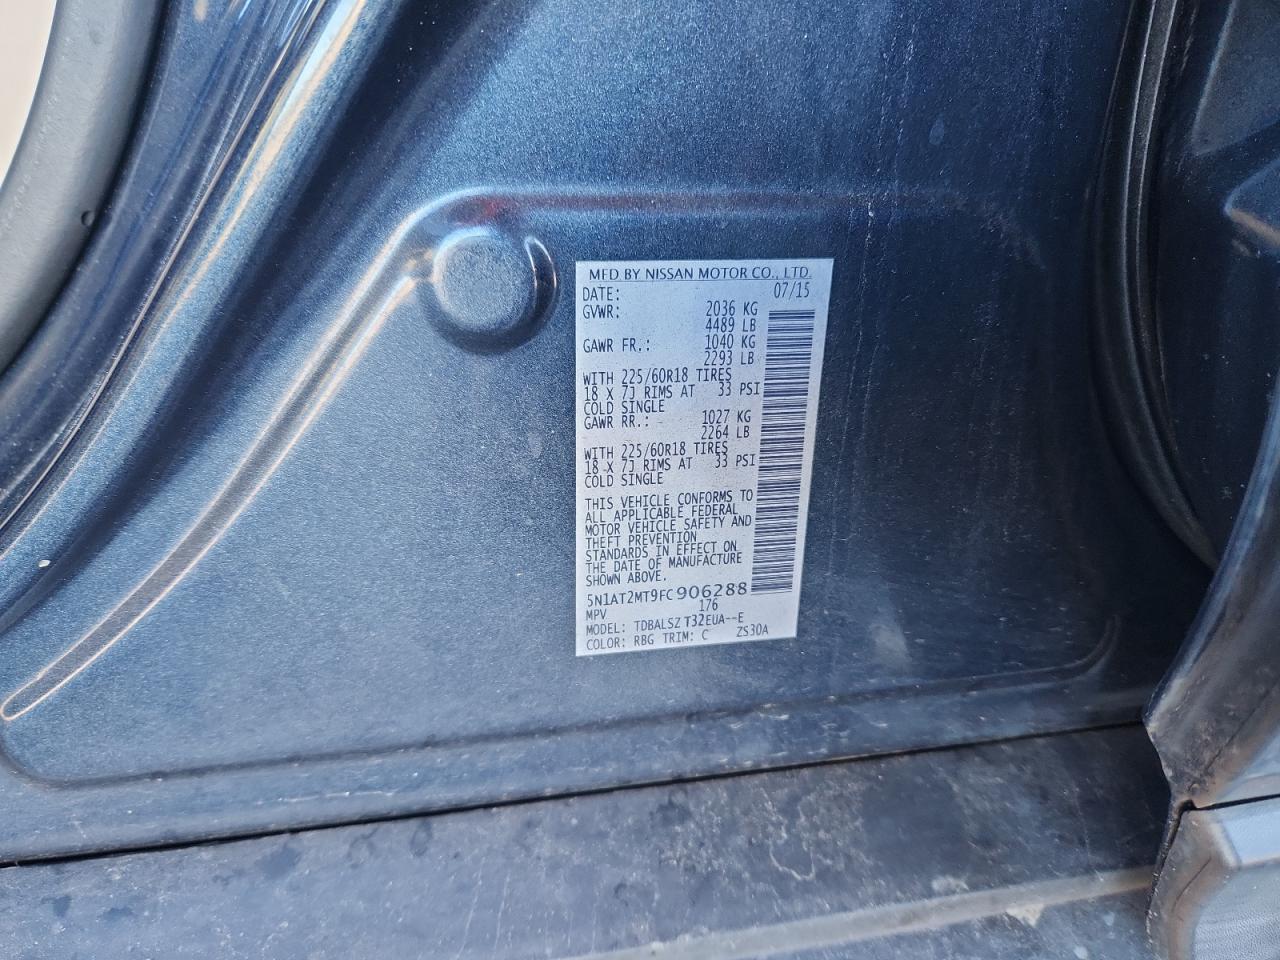 MFD BY NISSAN MOTOR CO., LTD.
DATE: 07/15
GVWR: 2036 KG
4489 LB
GAWR FR.: 1040 KG
2293 LB
WITH 225/60R18 TIRES
18 X 7J RIMS AT 33 PSI
COLD SINGLE
GAWR RR.: 1027 KG
2264 LB
WITH 225/60R18 TIRES
18 X 7J RIMS AT 33 PSI
COLD SINGLE
THIS VEHICLE CONFORMS TO
ALL APPLICABLE FEDERAL
MOTOR VEHICLE SAFETY AND
THEFT PREVENTION
STANDARDS IN EFFECT ON
THE DATE OF MANUFACTURE
SHOWN ABOVE.
5N1AT2MT9FC906288
MPV 176
MODEL: TDBALSZ T32EUA--E
COLOR: RBG TRIM: C ZS30A